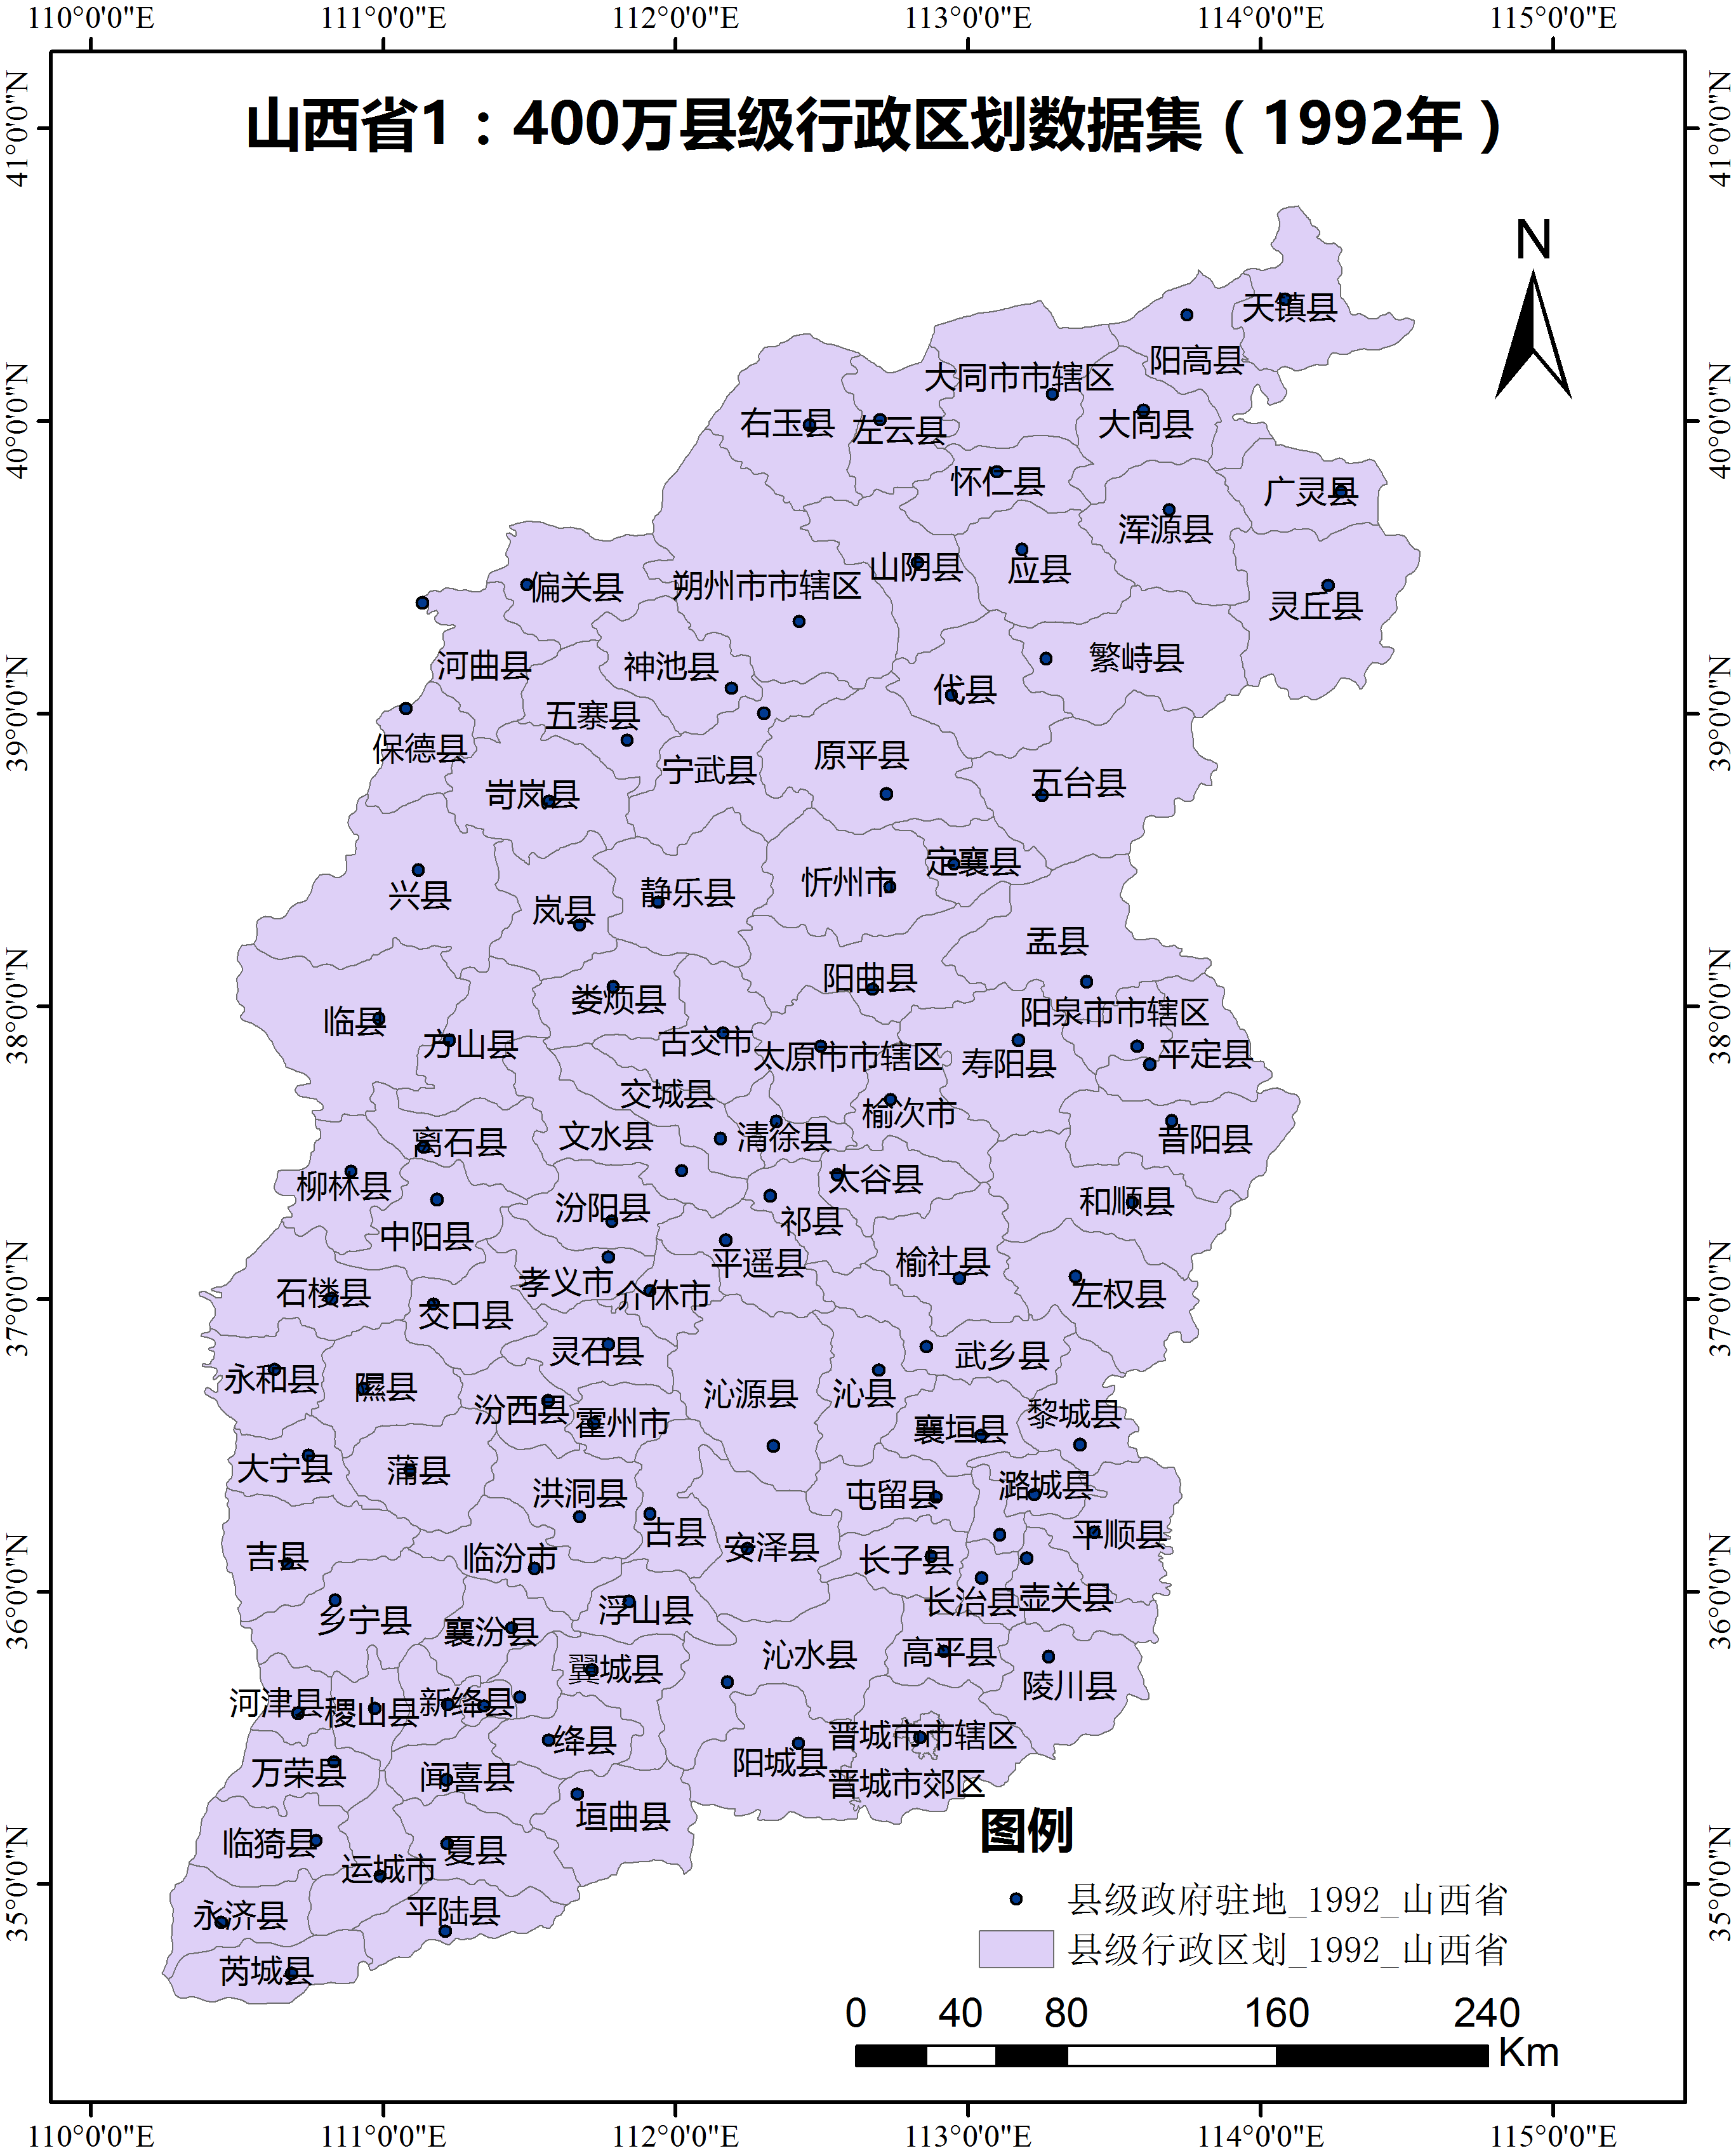 110°0'0"E 111°0'0"E 112°0'0"E 113°0'0"E 114°0'0"E 115°0'0"E
41°0'0"N
40°0'0"N
39°0'0"N
38°0'0"N
37°0'0"N
36°0'0"N
35°0'0"N
山西省1：400万县级行政区划数据集（1992年）
N
天镇县
阳高县
大同市市辖区
右玉县
左云县
大同县
怀仁县
广灵县
浑源县
山阴县
应县
偏关县
朔州市市辖区
灵丘县
河曲县
神池县
繁峙县
代县
五寨县
保德县
宁武县
原平县
岢岚县
五台县
定襄县
忻州市
静乐县
兴县
岚县
盂县
阳曲县
娄烦县
阳泉市市辖区
临县
方山县
古交市
太原市市辖区
寿阳县
平定县
交城县
榆次市
文水县
清徐县
离石县
昔阳县
柳林县
太谷县
和顺县
汾阳县
祁县
中阳县
平遥县
榆社县
孝义市
介休市
石楼县
左权县
交口县
灵石县
武乡县
永和县
隰县
沁源县
沁县
汾西县
霍州市
黎城县
襄垣县
大宁县
蒲县
洪洞县
屯留县
潞城县
古县
平顺县
吉县
临汾市
安泽县
长子县
长治县
壶关县
乡宁县
浮山县
襄汾县
翼城县
沁水县
高平县
陵川县
河津县
稷山县
新绛县
绛县
晋城市市辖区
阳城县
万荣县
闻喜县
晋城市郊区
垣曲县
临猗县
夏县
运城市
永济县
平陆县
芮城县
图例
县级政府驻地_1992_山西省
县级行政区划_1992_山西省
0 40 80 160 240
Km
41°0'0"N
40°0'0"N
39°0'0"N
38°0'0"N
37°0'0"N
36°0'0"N
35°0'0"N
110°0'0"E 111°0'0"E 112°0'0"E 113°0'0"E 114°0'0"E 115°0'0"E